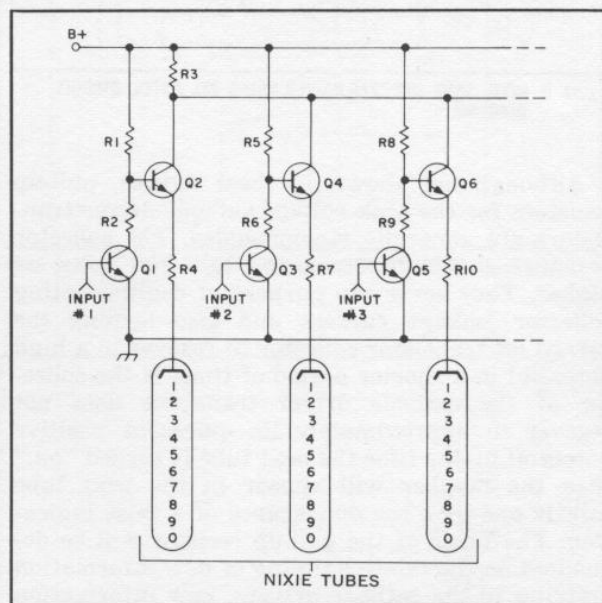 B+
R3
R1
R5
R8
Q2
Q4
Q6
R2
R6
R9
Q1
R4
Q3
R7
Q5
R10
INPUT
#1
INPUT
#2
INPUT
#3
1
2
3
4
5
6
7
8
9
0
1
2
3
4
5
6
7
8
9
0
1
2
3
4
5
6
7
8
9
0
NIXIE TUBES